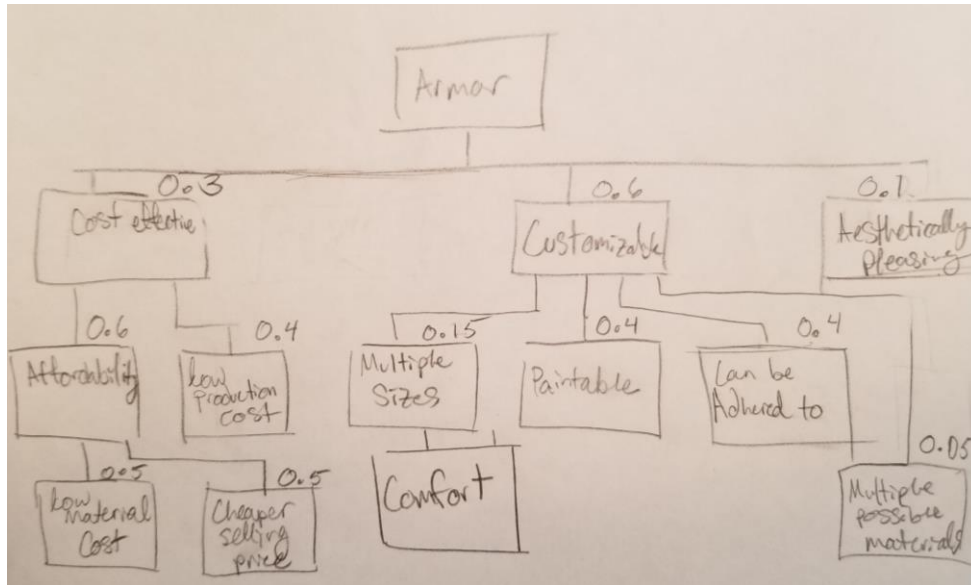 Armor
0.3
0.6
0.1
Cost effective
Customizable
Aesthetically
pleasing
0.6
0.4
0.15
0.4
0.4
Affordability
low
production
cost
Multiple
Sizes
Paintable
Can be
Adhered to
0.5
0.5
0.05
low
material
Cost
Cheaper
selling
price
Comfort
Multiple
possible
materials